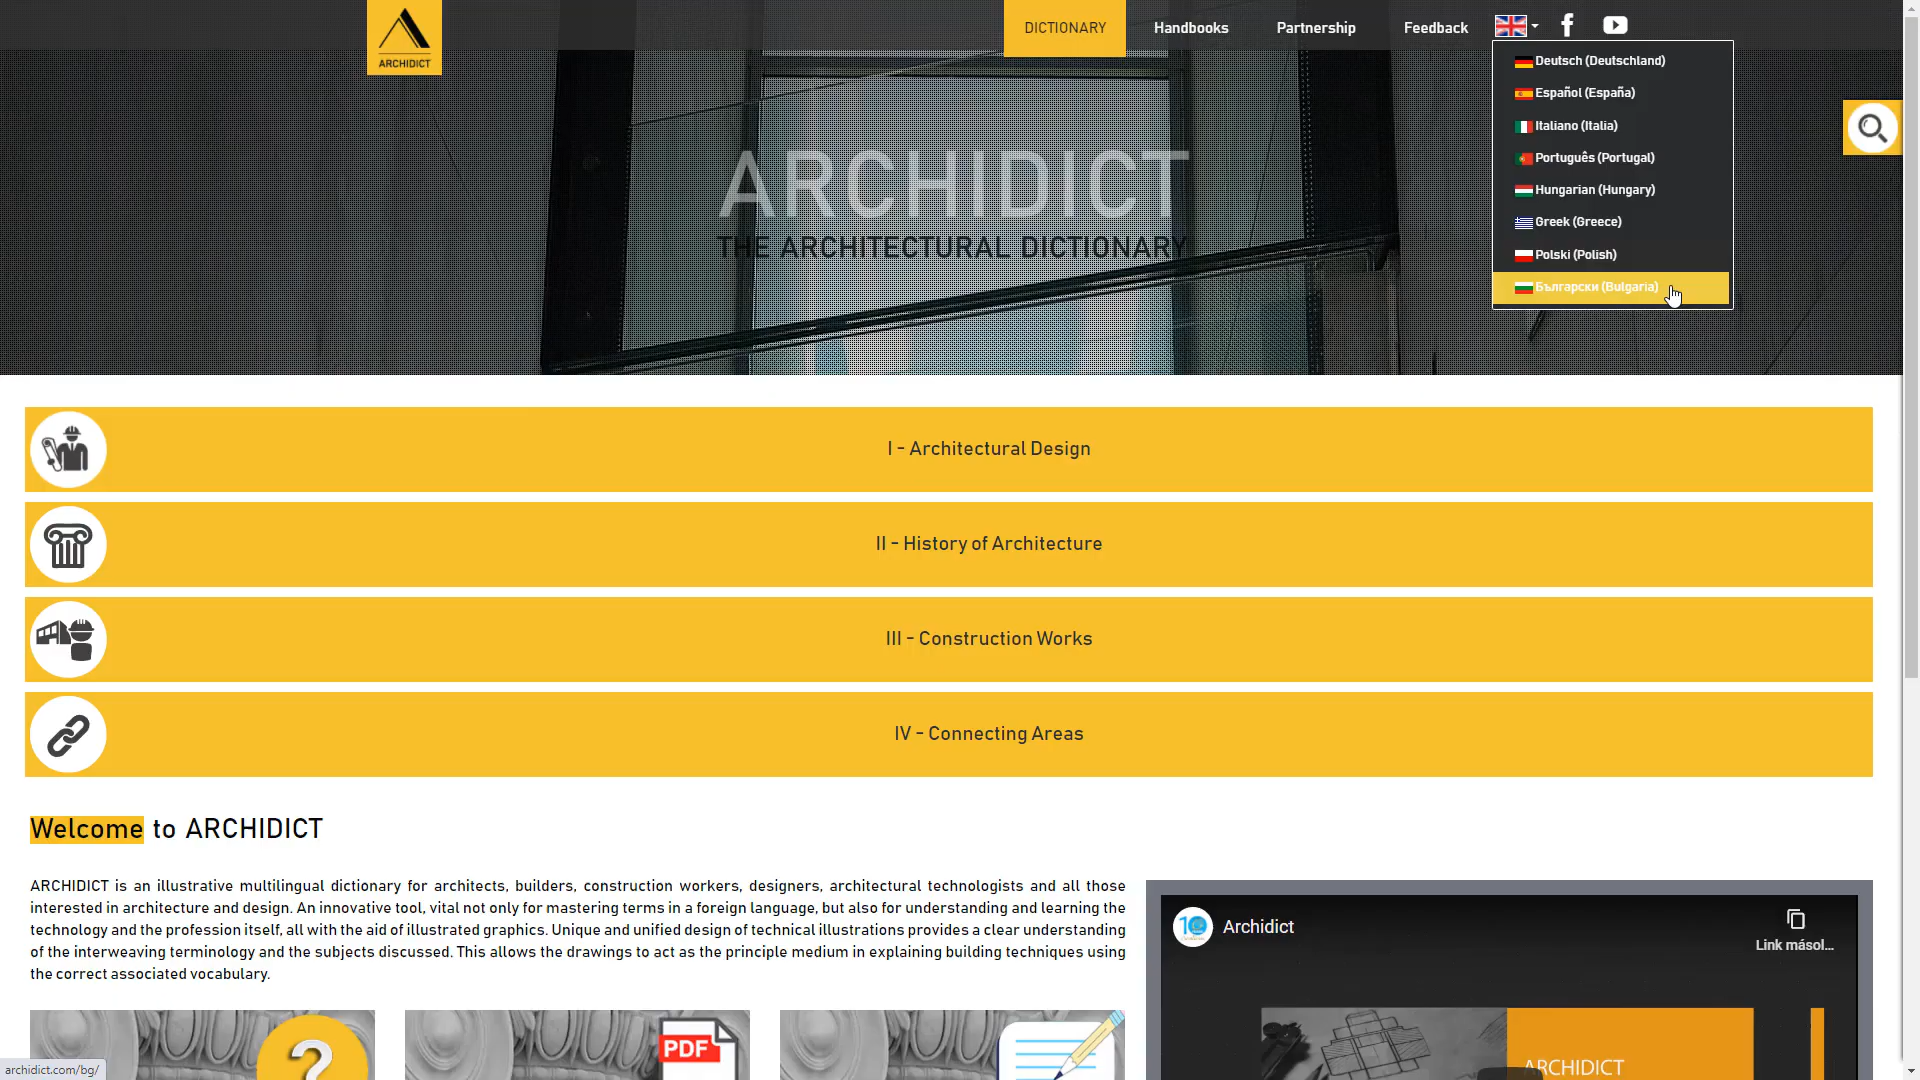 ARCHIDICT
DICTIONARY
Handbooks
Partnership
Feedback
Deutsch (Deutschland)
Español (España)
Italiano (Italia)
Português (Portugal)
Hungarian (Hungary)
Greek (Greece)
Polski (Polish)
Български (Bulgaria)
ARCHIDICT
THE ARCHITECTURAL DICTIONARY
I - Architectural Design
II - History of Architecture
III - Construction Works
IV - Connecting Areas
Welcome to ARCHIDICT
ARCHIDICT is an illustrative multilingual dictionary for architects, builders, construction workers, designers, architectural technologists and all those
interested in architecture and design. An innovative tool, vital not only for mastering terms in a foreign language, but also for understanding and learning the
technology and the profession itself, all with the aid of illustrated graphics. Unique and unified design of technical illustrations provides a clear understanding
of the interweaving terminology and the subjects discussed. This allows the drawings to act as the principle medium in explaining building techniques using
the correct associated vocabulary.
10
Archidict
Link másol...
ARCHIDICT
?
PDF
archidict.com/bg/